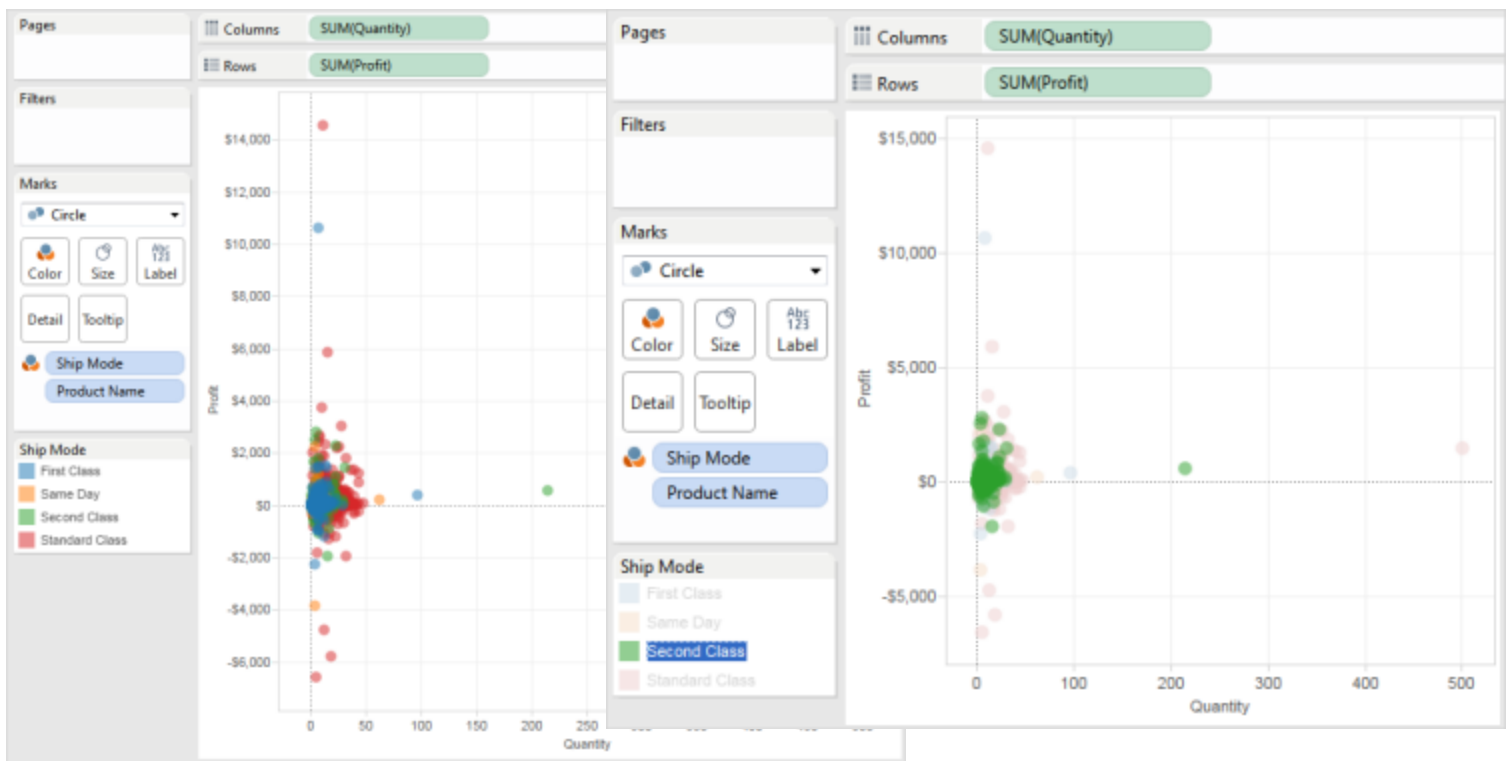 Pages
Columns
SUM(Quantity)
Rows
SUM(Profit)
Filters
Marks
Circle
Color
Size
Abc
123
Label
Detail
Tooltip
Ship Mode
Product Name
Ship Mode
First Class
Same Day
Second Class
Standard Class
$14,000
$12,000
$10,000
$8,000
$6,000
$4,000
$2,000
$0
-$2,000
-$4,000
-$6,000
Profit
0 50 100 150 200 250
Quantity
Pages
Columns
SUM(Quantity)
Rows
SUM(Profit)
Filters
Marks
Circle
Color
Size
Abc
123
Label
Detail
Tooltip
Ship Mode
Product Name
Ship Mode
First Class
Same Day
Second Class
Standard Class
$15,000
$10,000
$5,000
$0
-$5,000
Profit
0 100 200 300 400 500
Quantity